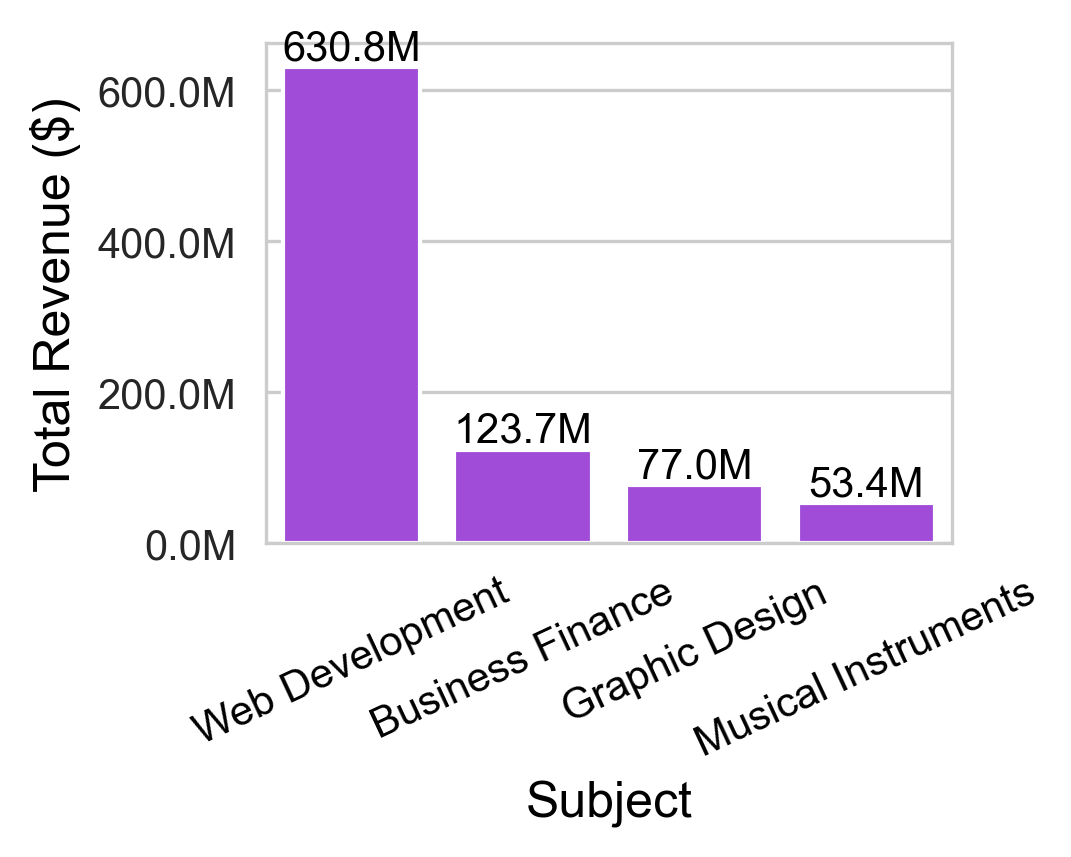 630.8M
600.0M
400.0M
200.0M
0.0M
123.7M
77.0M
53.4M
Total Revenue ($)
Web Development
Business Finance
Graphic Design
Musical Instruments
Subject